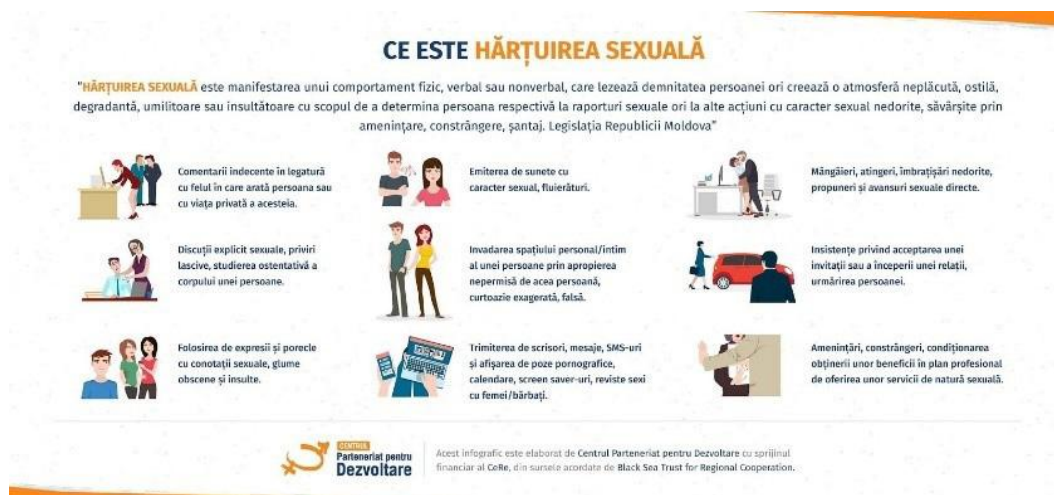 CE ESTE HĂRȚUIREA SEXUALĂ
"HĂRȚUIREA SEXUALĂ este manifestarea unui comportament fizic, verbal sau nonverbal, care lezează demnitatea persoanei ori creează o atmosferă neplăcută, ostilă,
degradantă, umilitoare sau insultătoare cu scopul de a determina persoana respectivă la raporturi sexuale ori la alte acțiuni cu caracter sexual nedorite, săvârșite prin
amenințare, constrângere, șantaj. Legislația Republicii Moldova"
Comentarii indecente în legatură
cu felul în care arată persoana sau
cu viața privată a acesteia.
Emiterea de sunete cu
caracter sexual, fluierături.
Mângâieri, atingeri, îmbrațișări nedorite,
propuneri și avansuri sexuale directe.
Discuții explicit sexuale, priviri
lascive, studierea ostentativă a
corpului unei persoane.
Invadarea spațiului personal/intim
al unei persoane prin apropierea
nepermisă de acea persoană,
curtoazie exagerată, falsă.
Insistențe privind acceptarea unei
invitații sau a începerii unei relații,
urmărirea persoanei.
Folosirea de expresii și porecle
cu conotații sexuale, glume
obscene și insulte.
Trimiterea de scrisori, mesaje, SMS-uri
și afișarea de poze pornografice,
calendare, screen saver-uri, reviste sexi
cu femei/bărbați.
Amenințări, constrângeri, condiționarea
obținerii unor beneficii în plan profesional
de oferirea unor servicii de natură sexuală.
CENTRUL
Parteneriat pentru
Dezvoltare
Acest infografic este elaborat de Centrul Parteneriat pentru Dezvoltare cu sprijinul
financiar al CeRe, din sursele acordate de Black Sea Trust for Regional Cooperation.